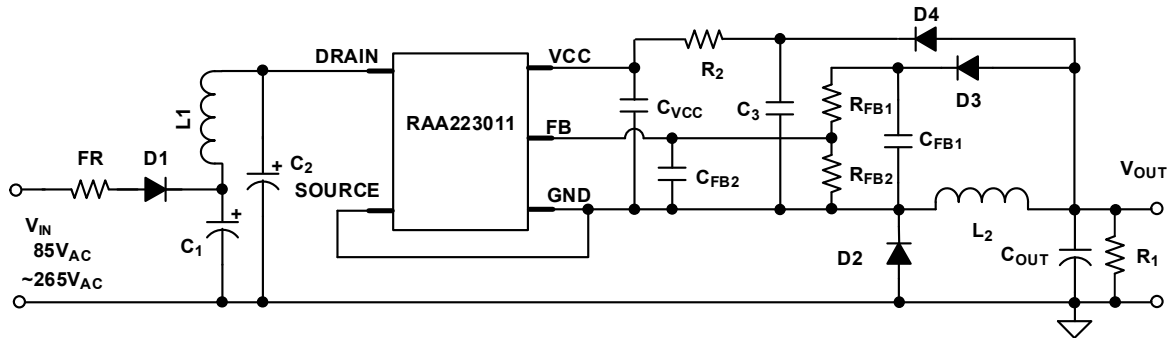 D4
DRAIN
VCC
R2
D3
L1
CVCC
C3
RFB1
RAA223011
FB
CFB1
FR
D1
C2
+
CFB2
RFB2
SOURCE
GND
VOUT
+
VIN
85VAC
~265VAC
C1
D2
L2
COUT
R1